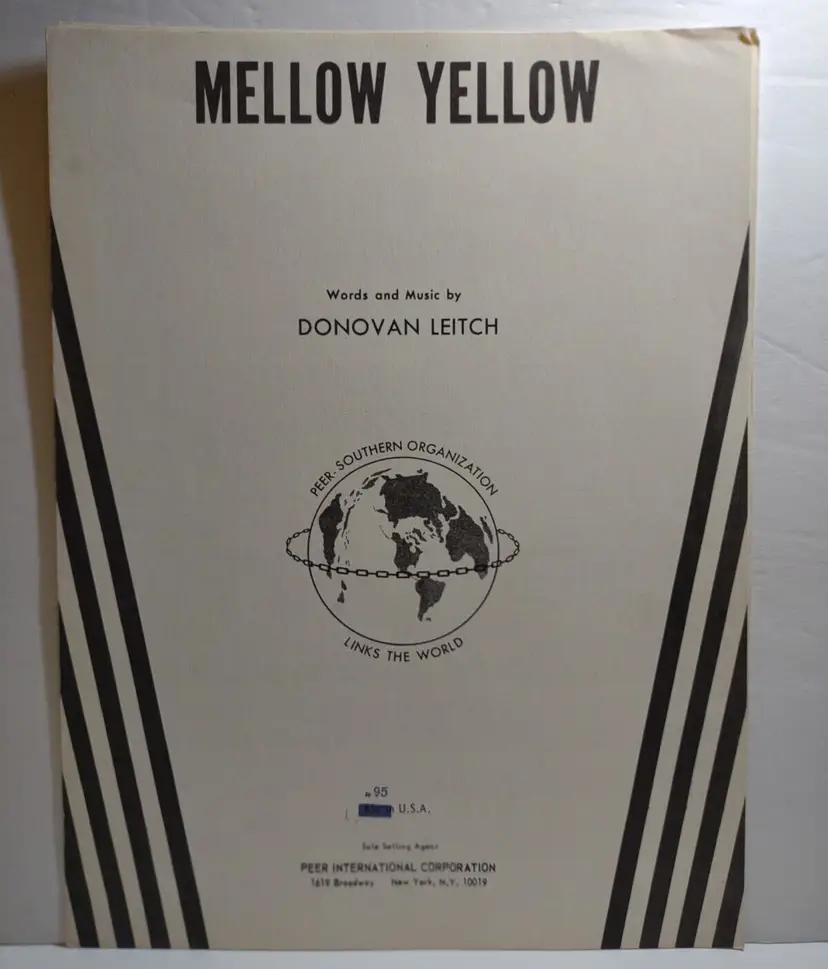 MELLOW YELLOW
Words and Music by
DONOVAN LEITCH
PEER-SOUTHERN ORGANIZATION
LINKS THE WORLD
95
U.S.A.
Sole Selling Agent
PEER INTERNATIONAL CORPORATION
1619 Broadway New York, N.Y. 10019